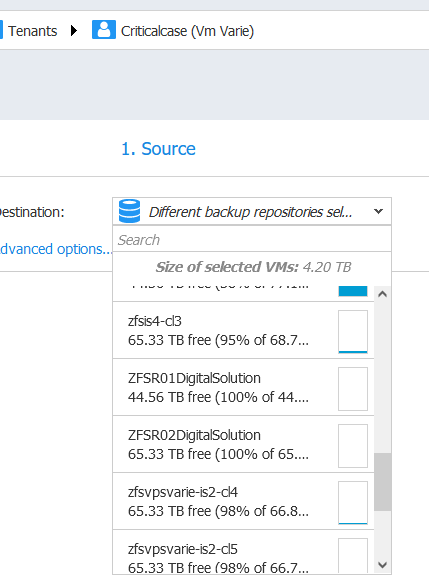 Tenants Criticalcase (Vm Varie)
1. Source
Destination: Different backup repositories sel...
Advanced options...
Search
Size of selected VMs: 4.20 TB
zfsis4-cl3
65.33 TB free (95% of 68.7...
ZFSR01DigitalSolution
44.56 TB free (100% of 44....
ZFSR02DigitalSolution
65.33 TB free (100% of 65....
zfsvpsvarie-is2-cl4
65.33 TB free (98% of 66.8...
zfsvpsvarie-is2-cl5
65.33 TB free (98% of 66.7...